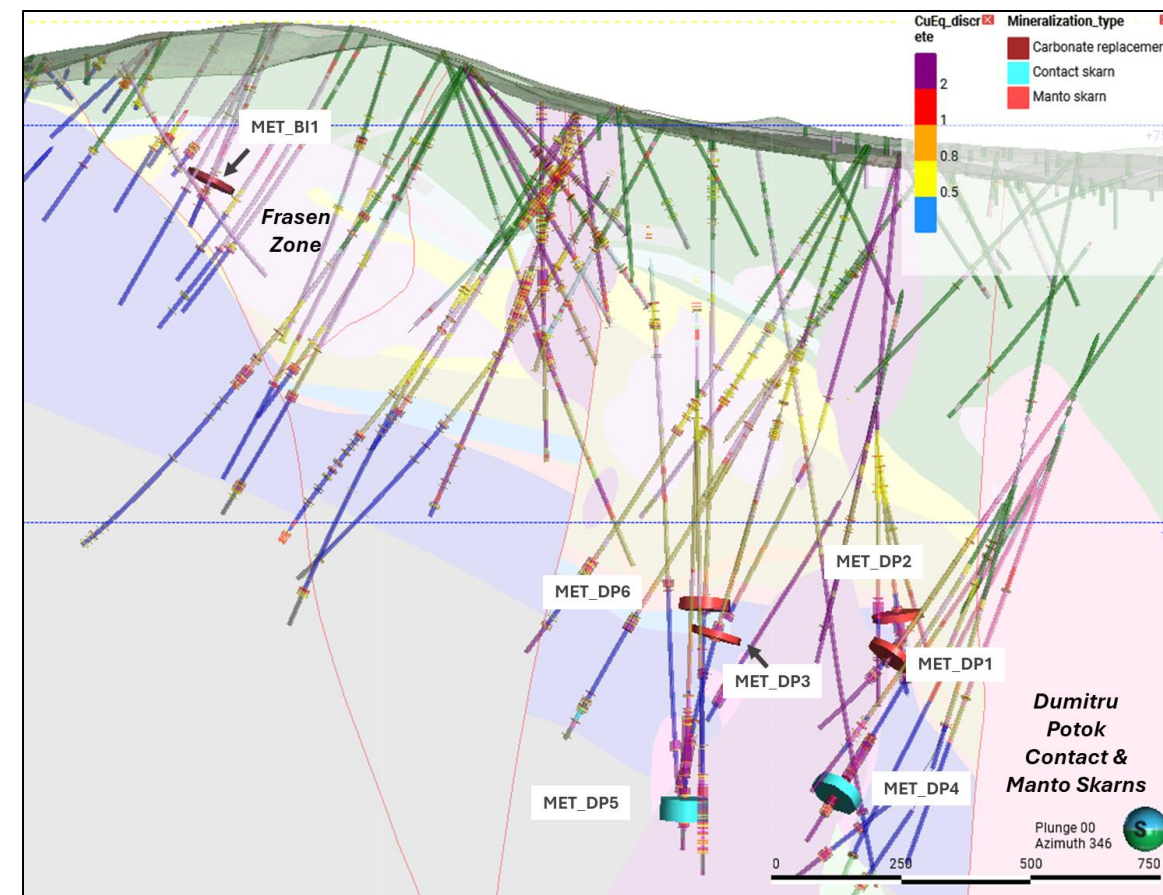 CuEq_discr
ete
2
1
0.8
0.5
Mineralization_type
Carbonate replacemen
Contact skarn
Manto skarn
MET_BI1
Frasen
Zone
MET_DP2
MET_DP6
MET_DP1
MET_DP3
Dumitru
Potok
Contact &
Manto Skarns
MET_DP5
MET_DP4
Plunge 00
Azimuth 346
S
0 250 500 750